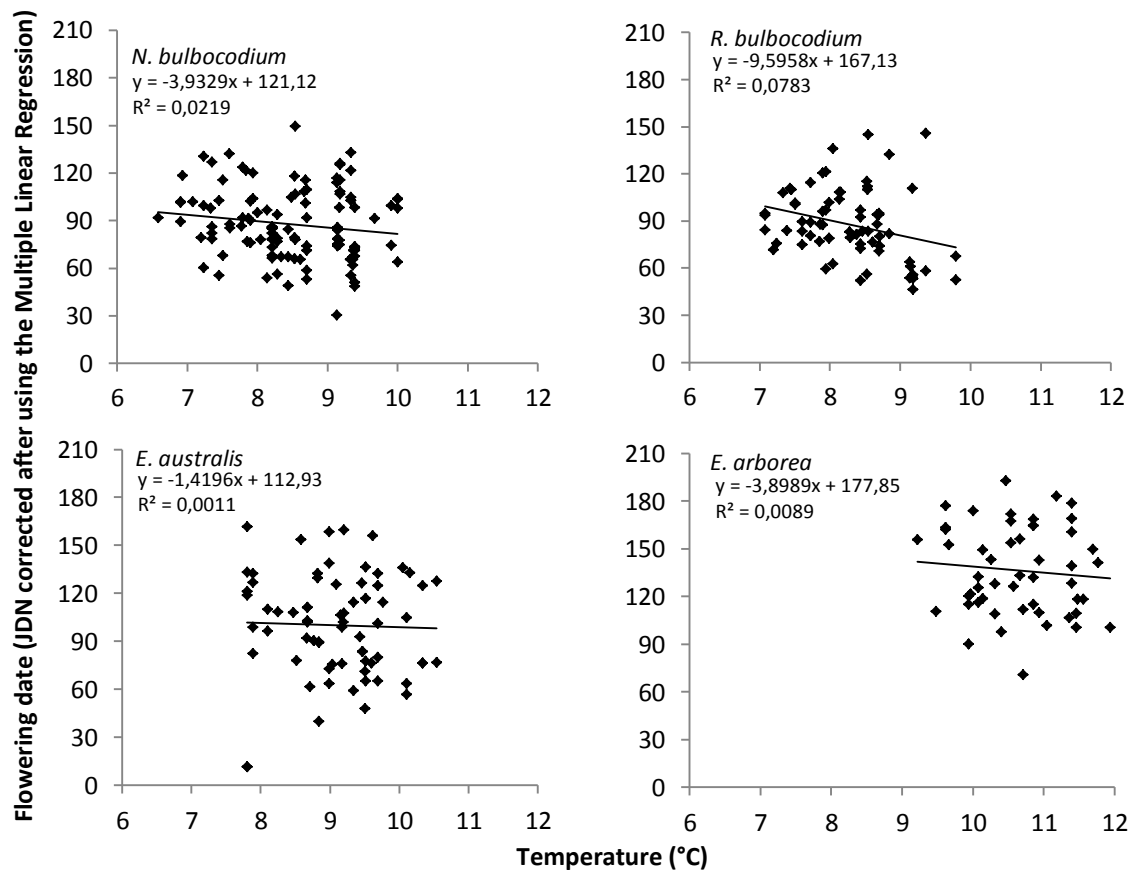 Flowering date (JDN corrected after using the Multiple Linear Regression)
N. bulbocodium
y = -3,9329x + 121,12
R² = 0,0219
210
180
150
120
90
60
30
0
6 7 8 9 10 11 12
R. bulbocodium
y = -9,5958x + 167,13
R² = 0,0783
210
180
150
120
90
60
30
0
6 7 8 9 10 11 12
E. australis
y = -1,4196x + 112,93
R² = 0,0011
210
180
150
120
90
60
30
0
6 7 8 9 10 11 12
E. arborea
y = -3,8989x + 177,85
R² = 0,0089
210
180
150
120
90
60
30
0
6 7 8 9 10 11 12
Temperature (°C)